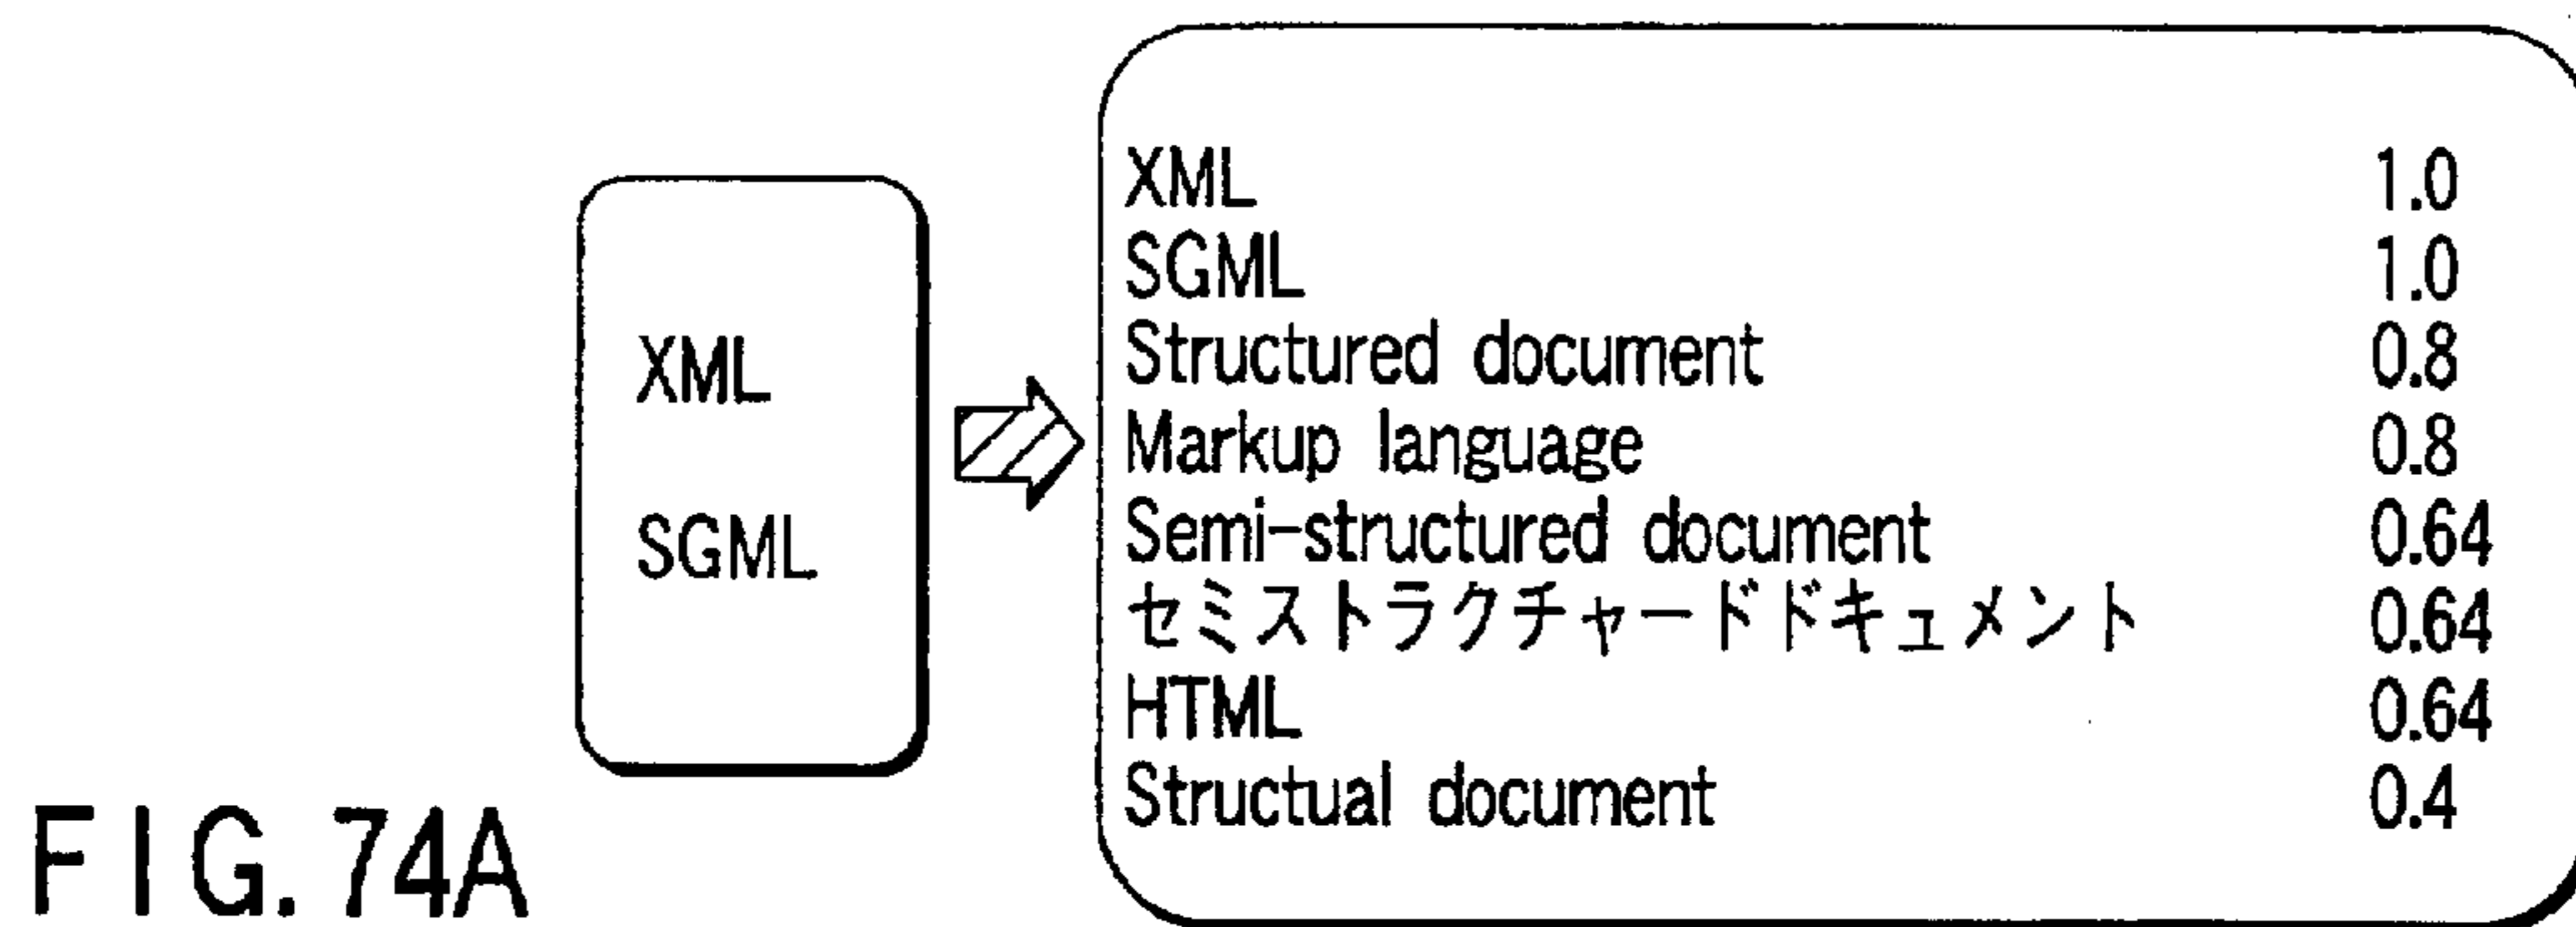 XML
SGML
XML 1.0
SGML 1.0
Structured document 0.8
Markup language 0.8
Semi-structured document 0.64
セミストラクチャードドキュメント 0.64
HTML 0.64
Structual document 0.4
FIG. 74A